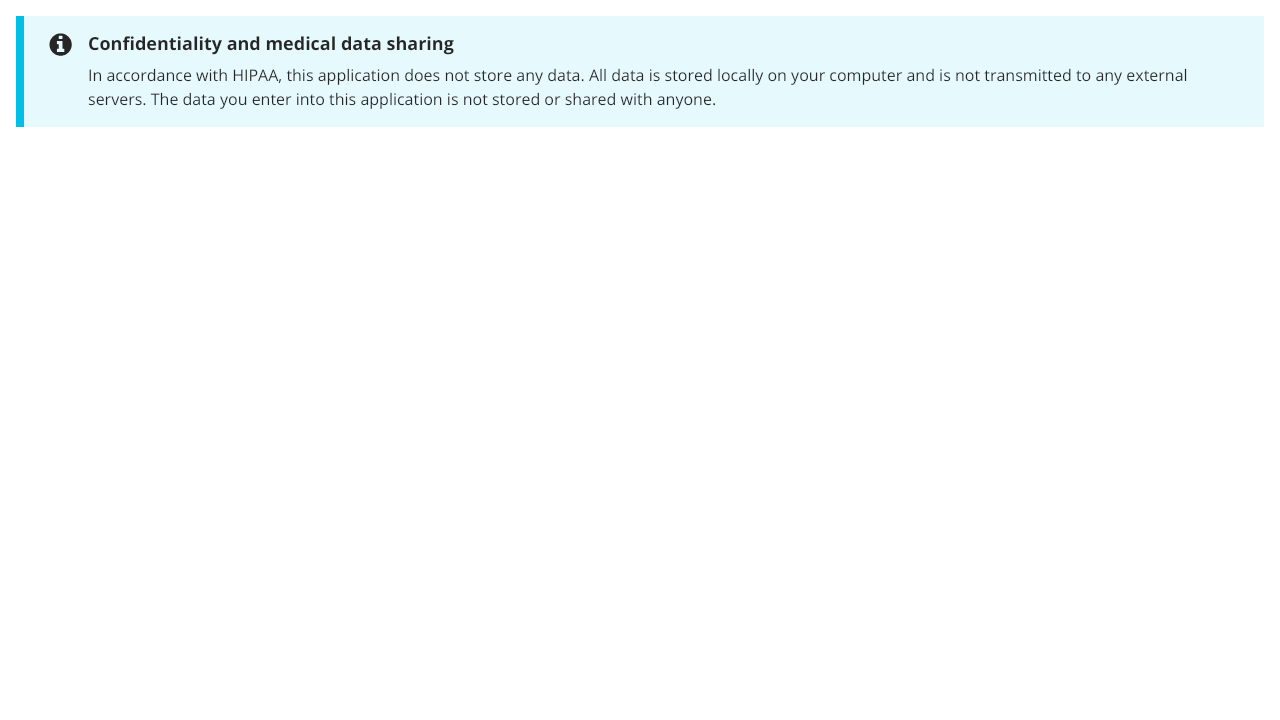 Confidentiality and medical data sharing
In accordance with HIPAA, this application does not store any data. All data is stored locally on your computer and is not transmitted to any external
servers. The data you enter into this application is not stored or shared with anyone.